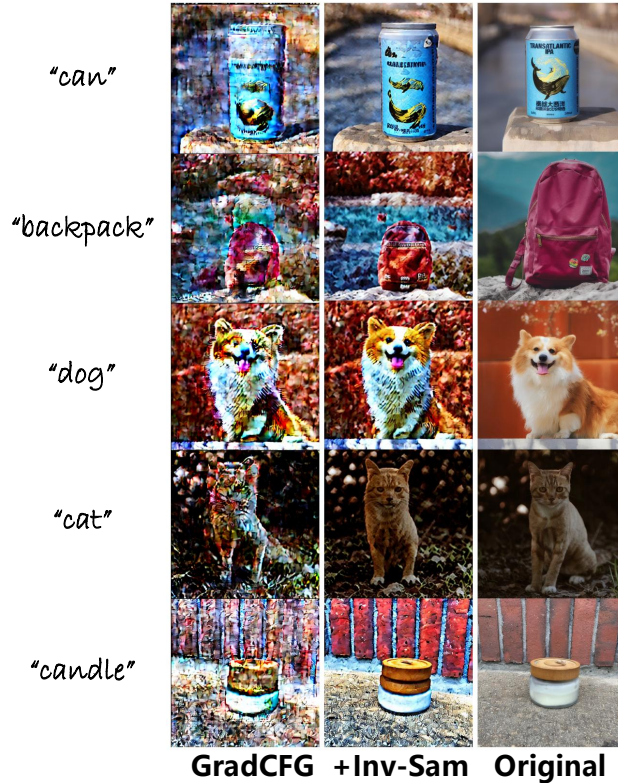 “can”
TRANSATLANTIC
IPA
“backpack”
“dog”
“cat”
“candle”
GradCFG +Inv-Sam Original